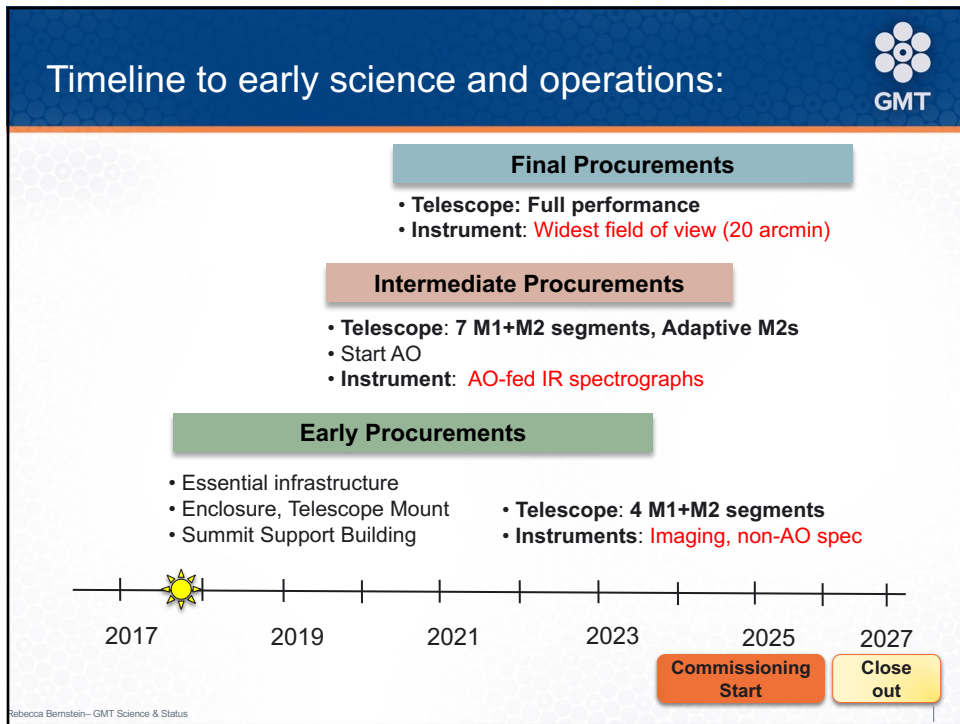 Timeline to early science and operations:
GMT
Final Procurements
• Telescope: Full performance
• Instrument: Widest field of view (20 arcmin)
Intermediate Procurements
• Telescope: 7 M1+M2 segments, Adaptive M2s
• Start AO
• Instrument: AO-fed IR spectrographs
Early Procurements
• Essential infrastructure
• Enclosure, Telescope Mount
• Summit Support Building
• Telescope: 4 M1+M2 segments
• Instruments: Imaging, non-AO spec
2017 2019 2021 2023 2025 2027
Commissioning
Start
Close
out
Rebecca Bernstein– GMT Science & Status